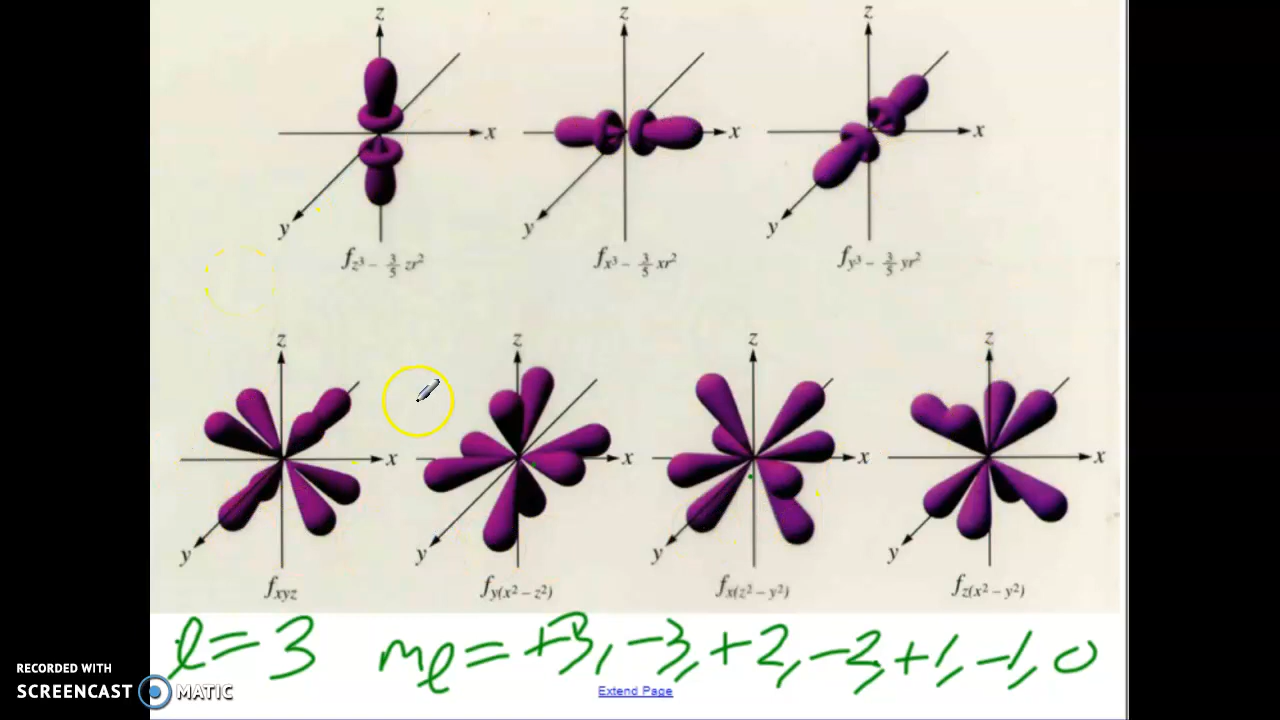 z z z
x x x
y y y
f_{z³ – 3/5 zr²} f_{x³ – 3/5 xr²} f_{y³ – 3/5 yr²}
z z z z
x x x x
y y y y
f_{xyz} f_{y(x² – z²)} f_{x(z² – y²)} f_{z(x² – y²)}
l = 3 m_l = +3, -3, +2, -2, +1, -1, 0
RECORDED WITH
SCREENCAST MATIC
Extend Page